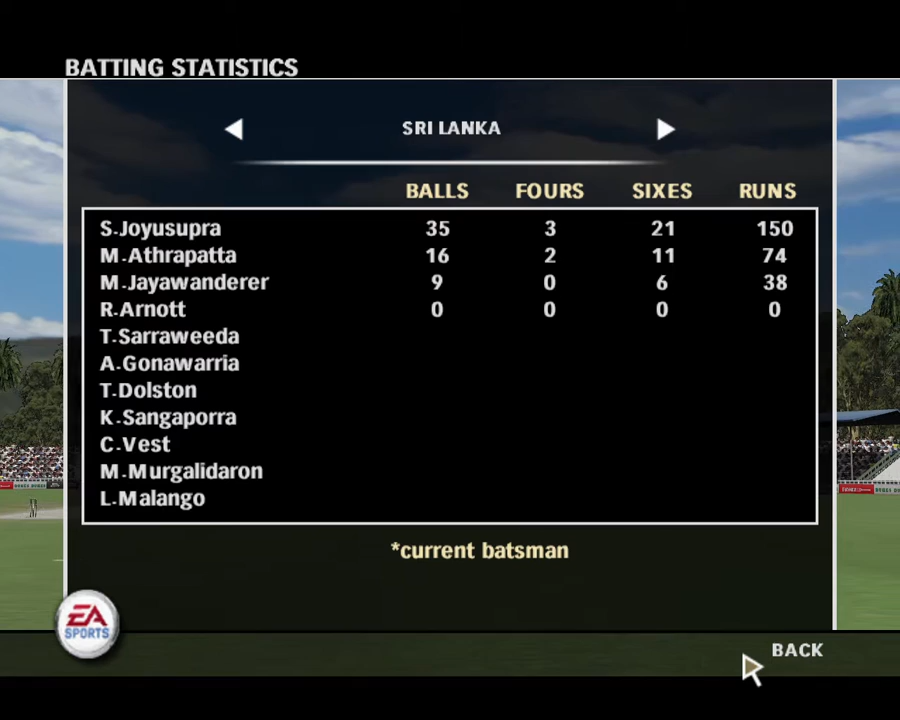 BATTING STATISTICS
SRI LANKA
BALLS FOURS SIXES RUNS
S.Joyusupra 35 3 21 150
M.Athrapatta 16 2 11 74
M.Jayawanderer 9 0 6 38
R.Arnott 0 0 0 0
T.Sarraweeda
A.Gonawarria
T.Dolston
K.Sangaporra
C.Vest
M.Murgalidaron
L.Malango
*current batsman
EA
SPORTS
BACK